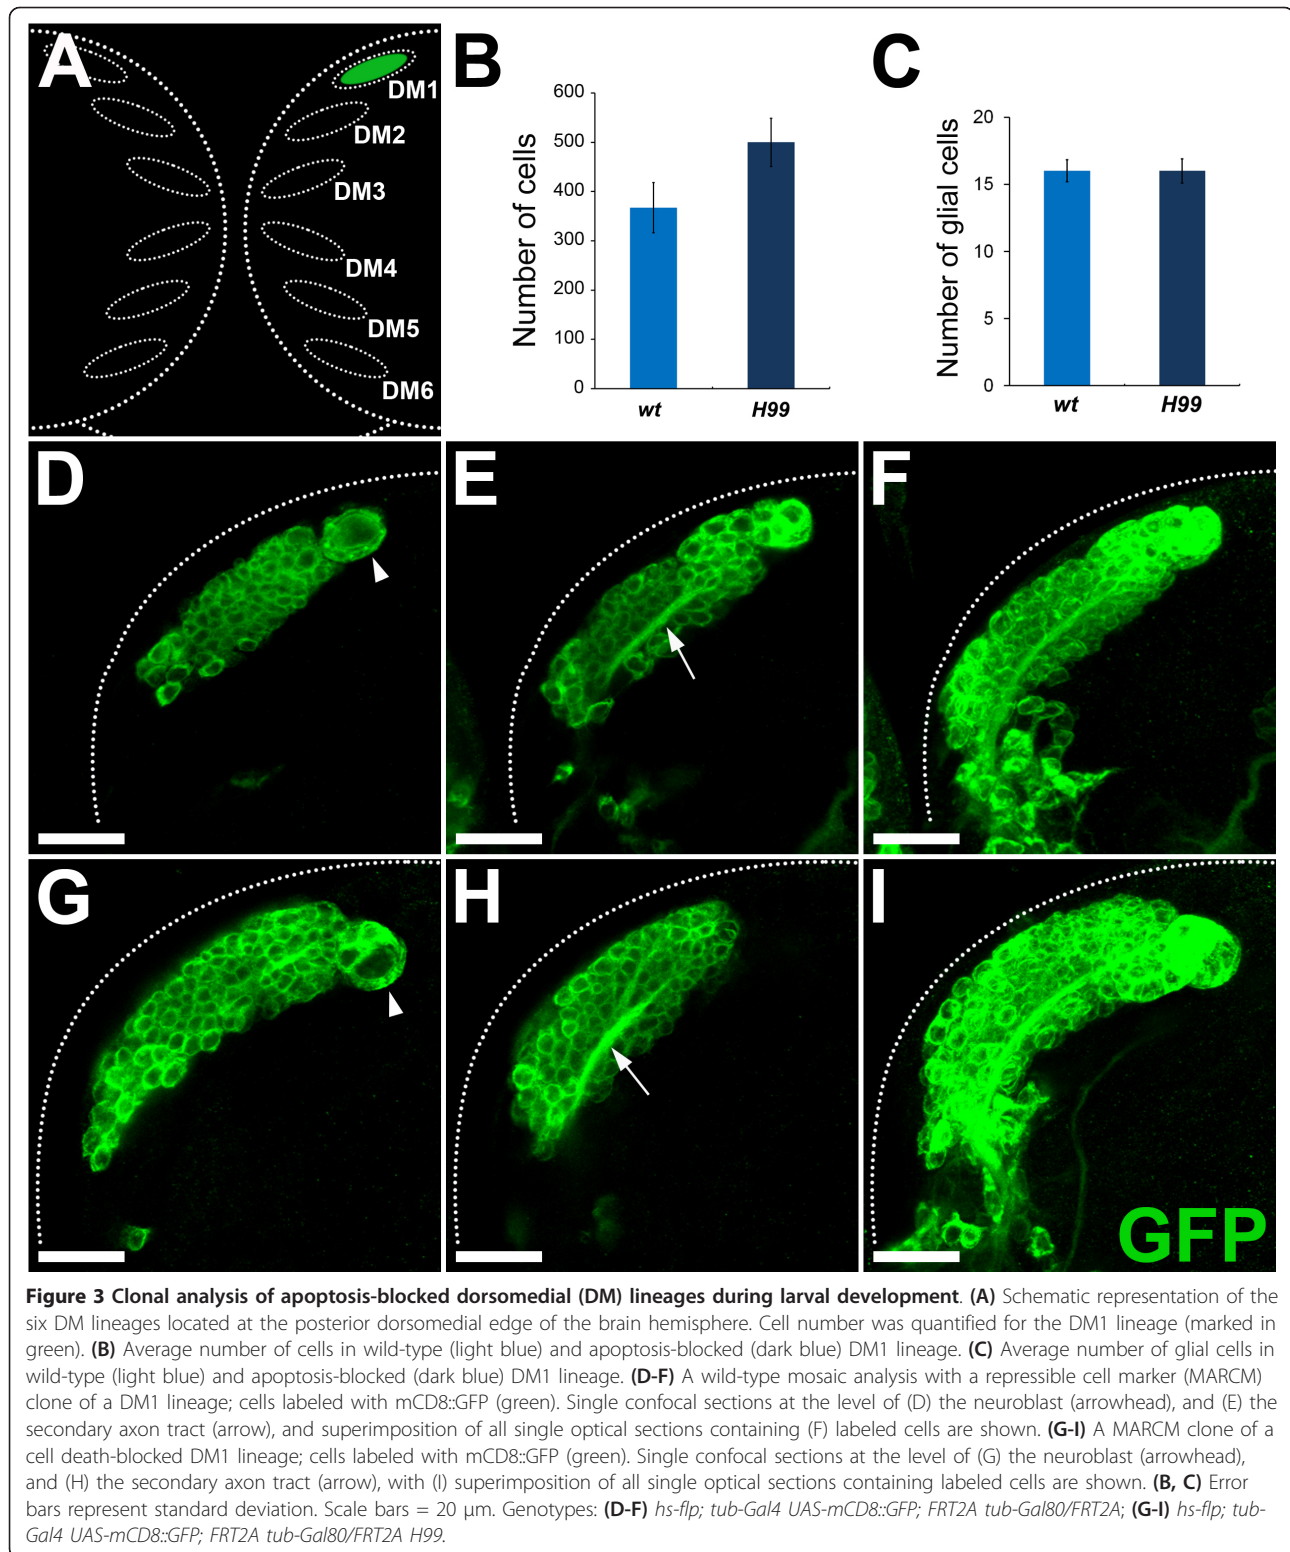 A
DM1
DM2
DM3
DM4
DM5
DM6
B
Number of cells
600
500
400
300
200
100
0
wt
H99
C
Number of glial cells
20
15
10
5
0
wt
H99
D
E
F
G
H
I
GFP
Figure 3 Clonal analysis of apoptosis-blocked dorsomedial (DM) lineages during larval development. (A) Schematic representation of the
six DM lineages located at the posterior dorsomedial edge of the brain hemisphere. Cell number was quantified for the DM1 lineage (marked in
green). (B) Average number of cells in wild-type (light blue) and apoptosis-blocked (dark blue) DM1 lineage. (C) Average number of glial cells in
wild-type (light blue) and apoptosis-blocked (dark blue) DM1 lineage. (D-F) A wild-type mosaic analysis with a repressible cell marker (MARCM)
clone of a DM1 lineage; cells labeled with mCD8::GFP (green). Single confocal sections at the level of (D) the neuroblast (arrowhead), and (E) the
secondary axon tract (arrow), and superimposition of all single optical sections containing (F) labeled cells are shown. (G-I) A MARCM clone of a
cell death-blocked DM1 lineage; cells labeled with mCD8::GFP (green). Single confocal sections at the level of (G) the neuroblast (arrowhead),
and (H) the secondary axon tract (arrow), with (I) superimposition of all single optical sections containing labeled cells are shown. (B, C) Error
bars represent standard deviation. Scale bars = 20 μm. Genotypes: (D-F) hs-flp; tub-Gal4 UAS-mCD8::GFP; FRT2A tub-Gal80/FRT2A; (G-I) hs-flp; tub-
Gal4 UAS-mCD8::GFP; FRT2A tub-Gal80/FRT2A H99.